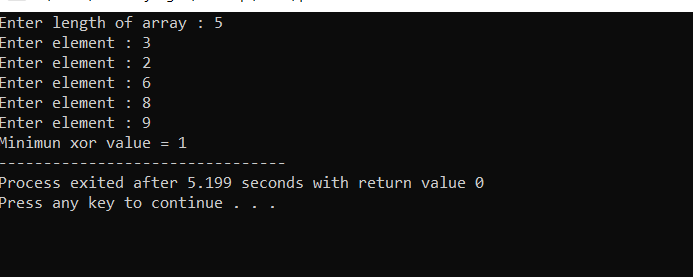 Enter length of array : 5
Enter element : 3
Enter element : 2
Enter element : 6
Enter element : 8
Enter element : 9
Minimun xor value = 1
--------------------------------
Process exited after 5.199 seconds with return value 0
Press any key to continue . . .